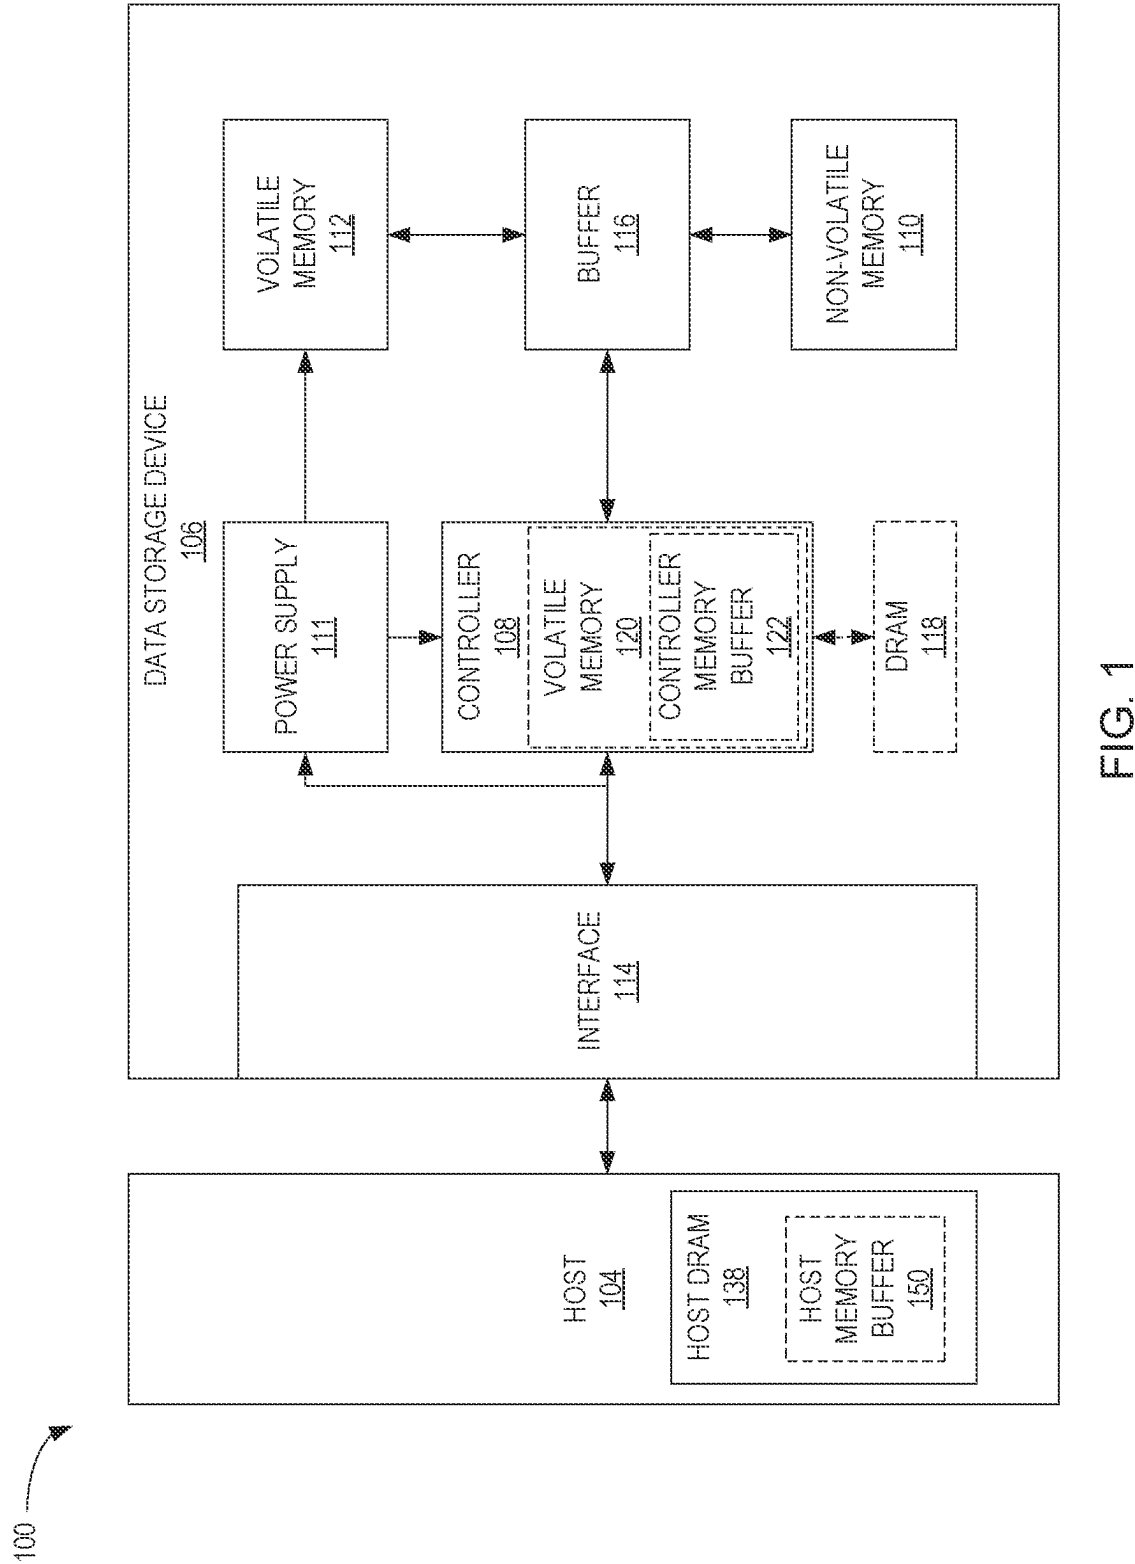 100
HOST
104
HOST DRAM
138
HOST
MEMORY
BUFFER
150
DATA STORAGE DEVICE
106
INTERFACE
114
POWER SUPPLY
111
CONTROLLER
108
VOLATILE
MEMORY
120
CONTROLLER
MEMORY
BUFFER
122
DRAM
118
VOLATILE
MEMORY
112
BUFFER
116
NON-VOLATILE
MEMORY
110
FIG. 1